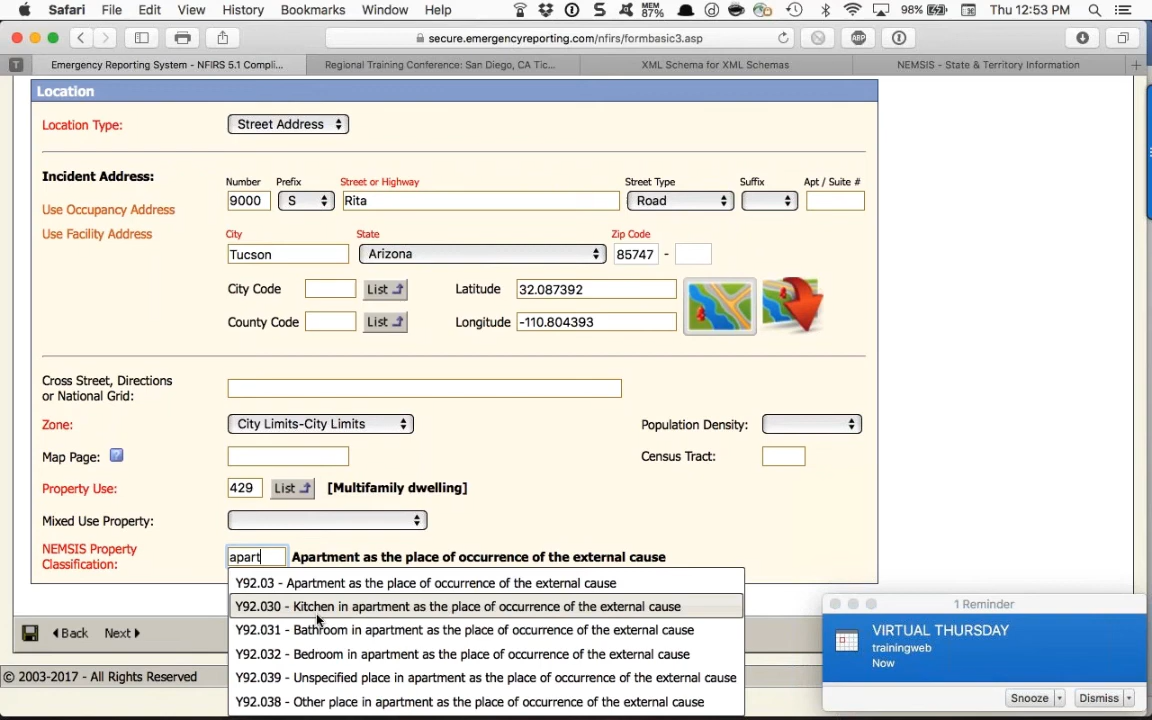 Safari File Edit View History Bookmarks Window Help MEM 87% 98% Thu 12:53 PM
secure.emergencyreporting.com/nfirs/formbasic3.asp ABP
T Emergency Reporting System - NFIRS 5.1 Compli... Regional Training Conference: San Diego, CA Tic... XML Schema for XML Schemas NEMSIS - State & Territory Information
Location
Location Type: Street Address
Incident Address: Number Prefix Street or Highway Street Type Suffix Apt / Suite #
9000 S Rita Road
Use Occupancy Address
Use Facility Address City State Zip Code
Tucson Arizona 85747 -
City Code List Latitude 32.087392
County Code List Longitude -110.804393
Cross Street, Directions
or National Grid:
Zone: City Limits-City Limits Population Density:
Map Page: ? Census Tract:
Property Use: 429 List [Multifamily dwelling]
Mixed Use Property:
NEMSIS Property
Classification: apart Apartment as the place of occurrence of the external cause
Y92.03 - Apartment as the place of occurrence of the external cause
Y92.030 - Kitchen in apartment as the place of occurrence of the external cause
Y92.031 - Bathroom in apartment as the place of occurrence of the external cause
Y92.032 - Bedroom in apartment as the place of occurrence of the external cause
Y92.039 - Unspecified place in apartment as the place of occurrence of the external cause
Y92.038 - Other place in apartment as the place of occurrence of the external cause
Back Next
© 2003-2017 - All Rights Reserved
1 Reminder
VIRTUAL THURSDAY
trainingweb
Now
Snooze Dismiss